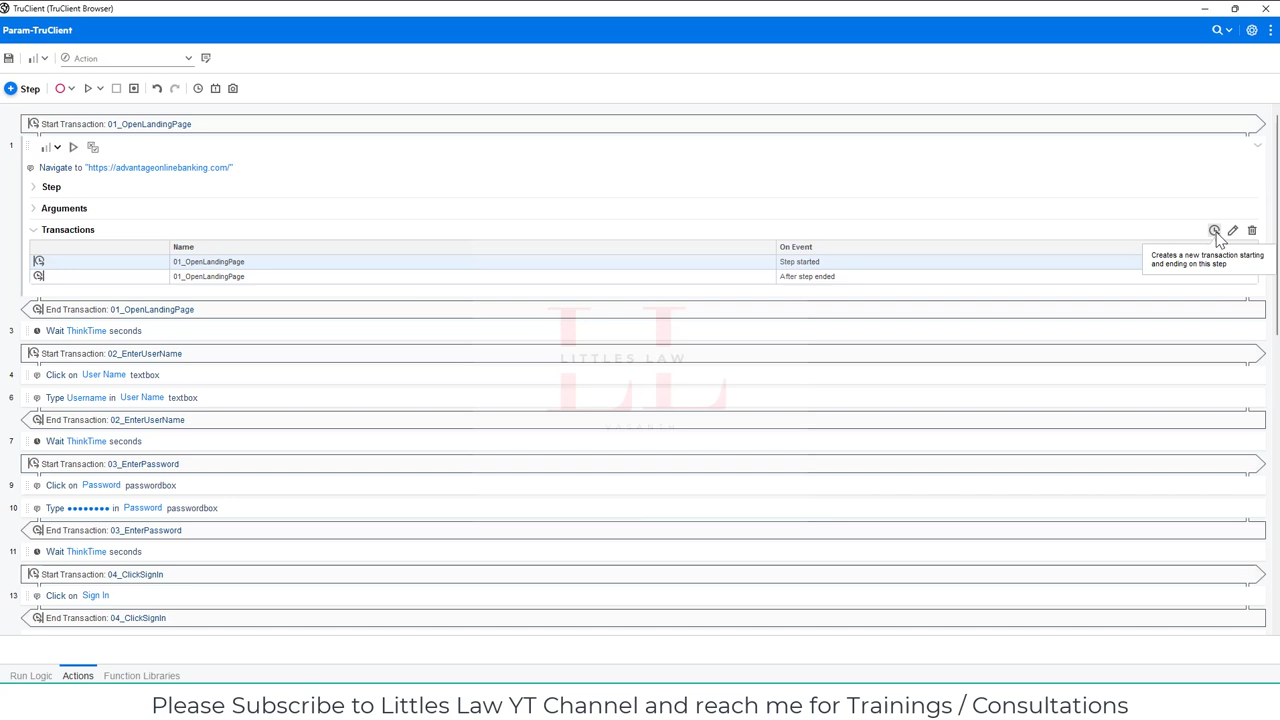 TruClient (TruClient Browser)
Param-TruClient
Action
Step
Start Transaction: 01_OpenLandingPage
1
Navigate to "https://advantageonlinebanking.com/"
Step
Arguments
Transactions
Name On Event
01_OpenLandingPage Step started
01_OpenLandingPage After step ended
Creates a new transaction starting
and ending on this step
End Transaction: 01_OpenLandingPage
3 Wait ThinkTime seconds
Start Transaction: 02_EnterUserName
4 Click on User Name textbox
6 Type Username in User Name textbox
End Transaction: 02_EnterUserName
7 Wait ThinkTime seconds
Start Transaction: 03_EnterPassword
9 Click on Password passwordbox
10 Type •••••••• in Password passwordbox
End Transaction: 03_EnterPassword
11 Wait ThinkTime seconds
Start Transaction: 04_ClickSignIn
13 Click on Sign In
End Transaction: 04_ClickSignIn
LL
LITTLES LAW
LL
Run Logic Actions Function Libraries
Please Subscribe to Littles Law YT Channel and reach me for Trainings / Consultations